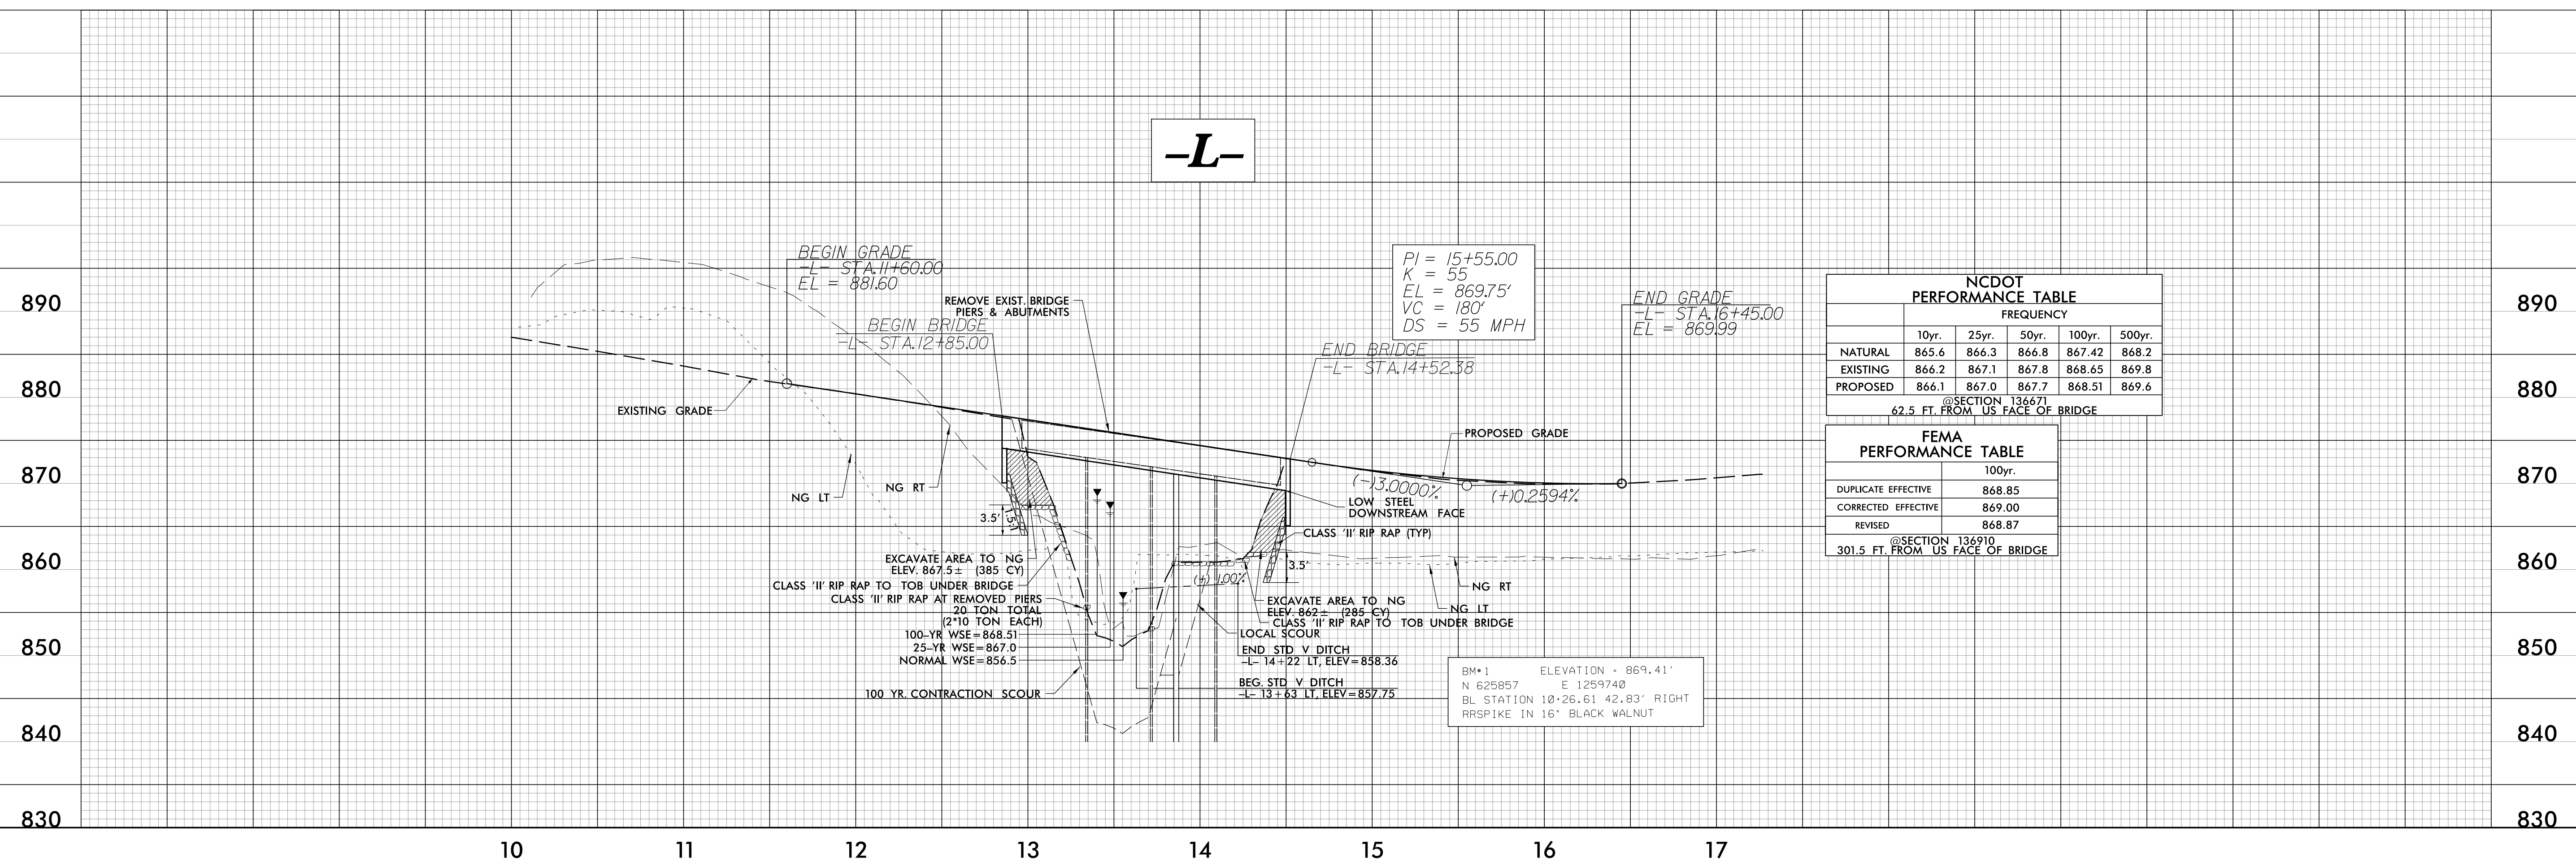 -L-
BEGIN GRADE
-L- STA.11+60.00
EL = 881.60
REMOVE EXIST. BRIDGE
PIERS & ABUTMENTS
BEGIN BRIDGE
-L- STA.12+85.00
PI = 15+55.00
K = 55
EL = 869.75'
VC = 180'
DS = 55 MPH
END GRADE
-L- STA.16+45.00
EL = 869.99
END BRIDGE
-L- STA.14+52.38
NCDOT
PERFORMANCE TABLE
FREQUENCY
10yr. 25yr. 50yr. 100yr. 500yr.
NATURAL 865.6 866.3 866.8 867.42 868.2
EXISTING 866.2 867.1 867.8 868.65 869.8
PROPOSED 866.1 867.0 867.7 868.51 869.6
@SECTION 136671
62.5 FT. FROM US FACE OF BRIDGE
FEMA
PERFORMANCE TABLE
100yr.
DUPLICATE EFFECTIVE 868.85
CORRECTED EFFECTIVE 869.00
REVISED 868.87
@SECTION 136910
301.5 FT. FROM US FACE OF BRIDGE
890 890
880 880
870 870
860 860
850 850
840 840
830 830
EXISTING GRADE
NG LT
NG RT
PROPOSED GRADE
(-)3.0000%
(+)0.2594%
LOW STEEL
DOWNSTREAM FACE
CLASS 'II' RIP RAP (TYP)
3.5'
1.5:1
3.5'
(+) 1.00%
EXCAVATE AREA TO NG
ELEV. 867.5± (385 CY)
CLASS 'II' RIP RAP TO TOB UNDER BRIDGE
CLASS 'II' RIP RAP AT REMOVED PIERS
20 TON TOTAL
(2*10 TON EACH)
100-YR WSE=868.51
25-YR WSE=867.0
NORMAL WSE=856.5
100 YR. CONTRACTION SCOUR
NG RT
NG LT
EXCAVATE AREA TO NG
ELEV. 862± (285 CY)
CLASS 'II' RIP RAP TO TOB UNDER BRIDGE
LOCAL SCOUR
END STD V DITCH
-L- 14+22 LT, ELEV=858.36
BEG. STD V DITCH
-L- 13+63 LT, ELEV=857.75
BM*1 ELEVATION = 869.41'
N 625857 E 1259740
BL STATION 10+26.61 42.83' RIGHT
RRSPIKE IN 16" BLACK WALNUT
10 11 12 13 14 15 16 17